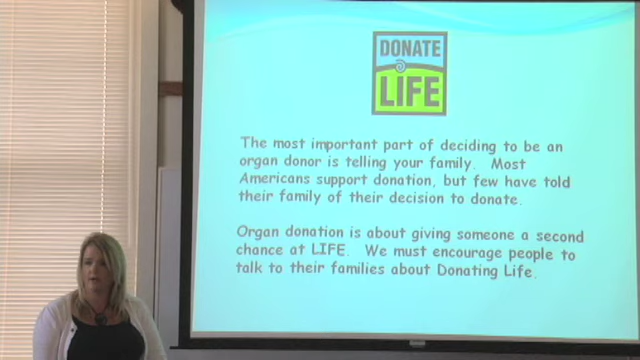 DONATE
LIFE
The most important part of deciding to be an
organ donor is telling your family. Most
Americans support donation, but few have told
their family of their decision to donate.
Organ donation is about giving someone a second
chance at LIFE. We must encourage people to
talk to their families about Donating Life.